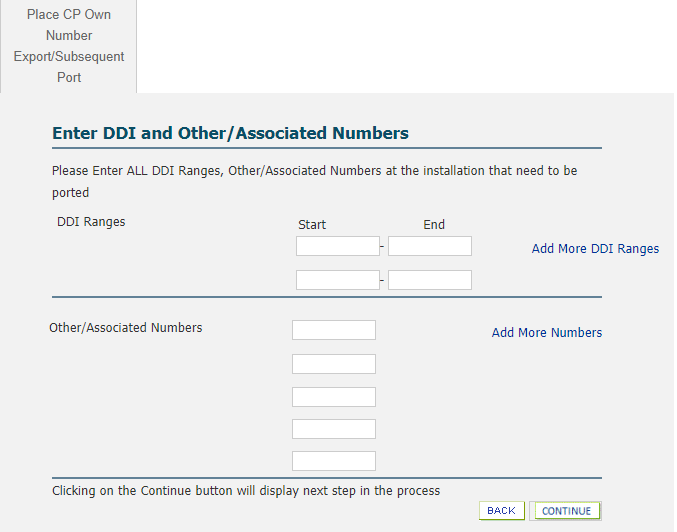 Place CP Own
Number
Export/Subsequent
Port
Enter DDI and Other/Associated Numbers
Please Enter ALL DDI Ranges, Other/Associated Numbers at the installation that need to be
ported
DDI Ranges
Start End
- Add More DDI Ranges
-
Other/Associated Numbers
Add More Numbers
Clicking on the Continue button will display next step in the process
BACK CONTINUE